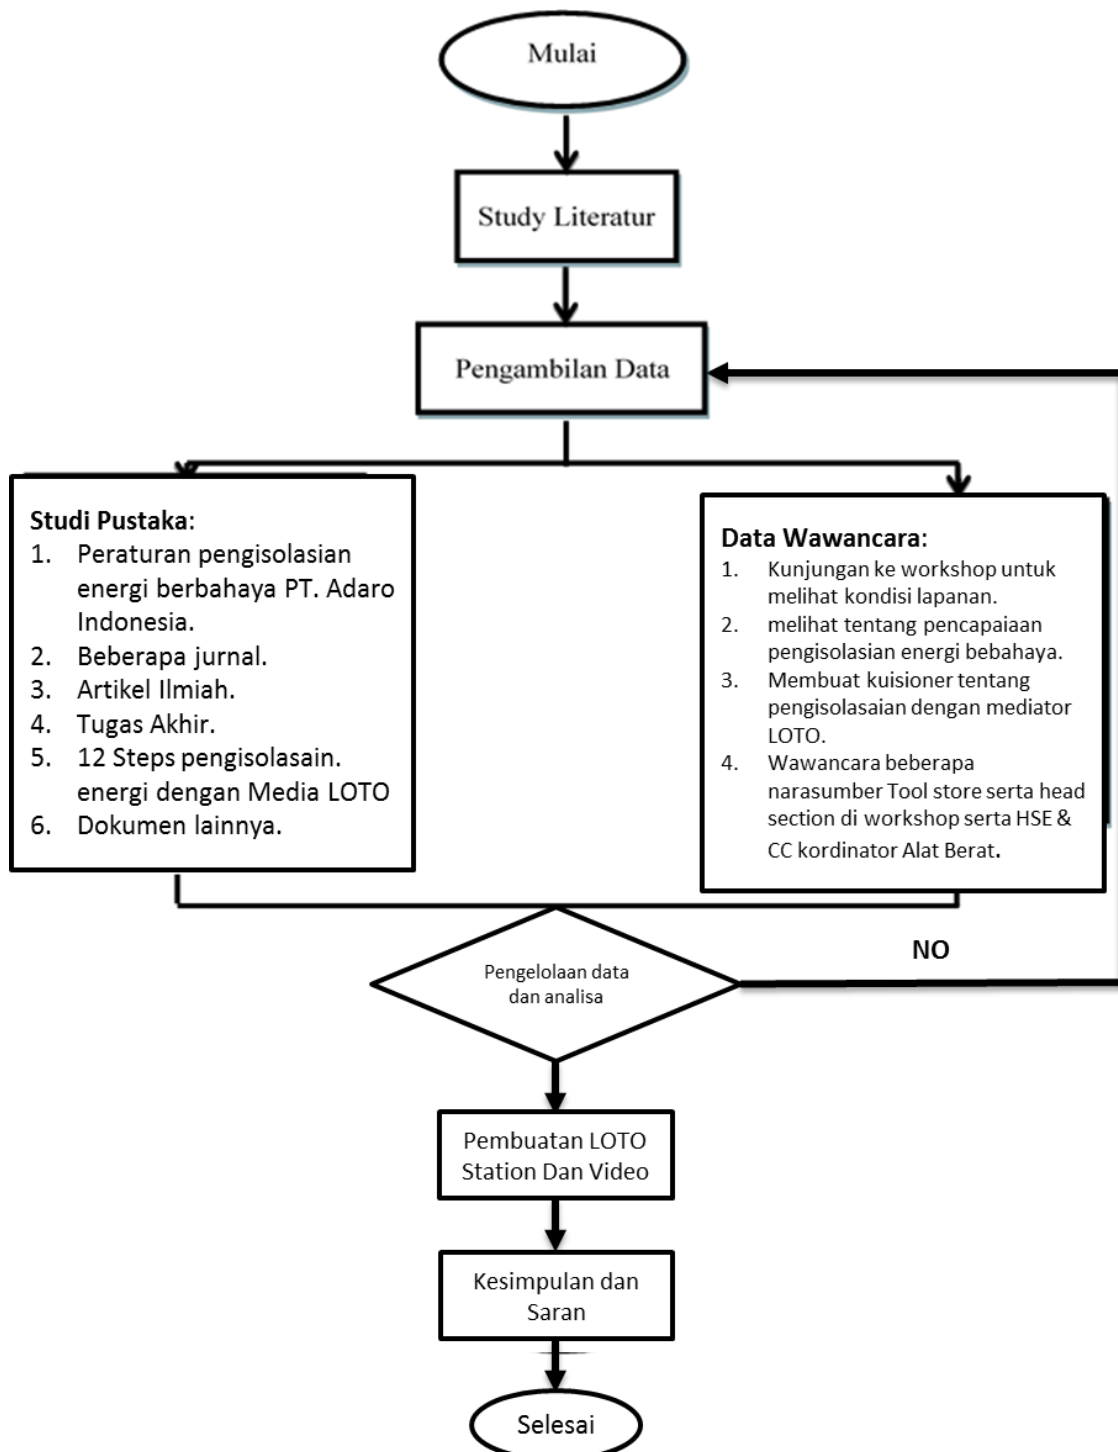 Mulai
Study Literatur
Pengambilan Data
Studi Pustaka:
1. Peraturan pengisolasian
energi berbahaya PT. Adaro
Indonesia.
2. Beberapa jurnal.
3. Artikel Ilmiah.
4. Tugas Akhir.
5. 12 Steps pengisolasain.
energi dengan Media LOTO
6. Dokumen lainnya.
Data Wawancara:
1. Kunjungan ke workshop untuk
melihat kondisi lapanan.
2. melihat tentang pencapaiaan
pengisolasian energi bebahaya.
3. Membuat kuisioner tentang
pengisolasaian dengan mediator
LOTO.
4. Wawancara beberapa
narasumber Tool store serta head
section di workshop serta HSE &
CC kordinator Alat Berat.
NO
Pengelolaan data
dan analisa
Pembuatan LOTO
Station Dan Video
Kesimpulan dan
Saran
Selesai